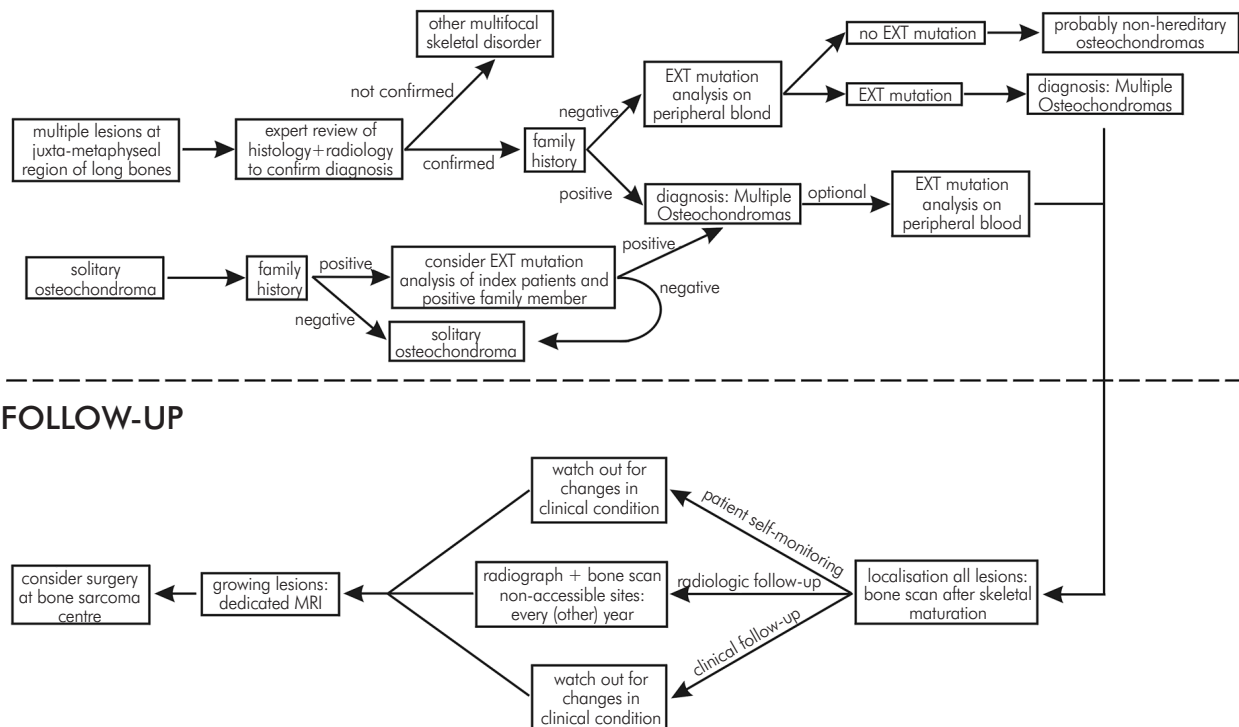 other multifocal
skeletal disorder
no EXT mutation
probably non-hereditary
osteochondromas
not confirmed
negative
EXT mutation
analysis on
peripheral blond
EXT mutation
diagnosis: Multiple
Osteochondromas
multiple lesions at
juxta-metaphyseal
region of long bones
expert review of
histology+radiology
to confirm diagnosis
confirmed
family
history
positive
diagnosis: Multiple
Osteochondromas
optional
EXT mutation
analysis on
peripheral blood
solitary
osteochondroma
family
history
positive
negative
consider EXT mutation
analysis of index patients and
positive family member
positive
negative
solitary
osteochondroma
FOLLOW-UP
watch out for
changes in
clinical condition
patient self-monitoring
consider surgery
at bone sarcoma
centre
growing lesions:
dedicated MRI
radiograph + bone scan
non-accessible sites:
every (other) year
radiologic follow-up
localisation all lesions:
bone scan after skeletal
maturation
clinical follow-up
watch out for
changes in
clinical condition